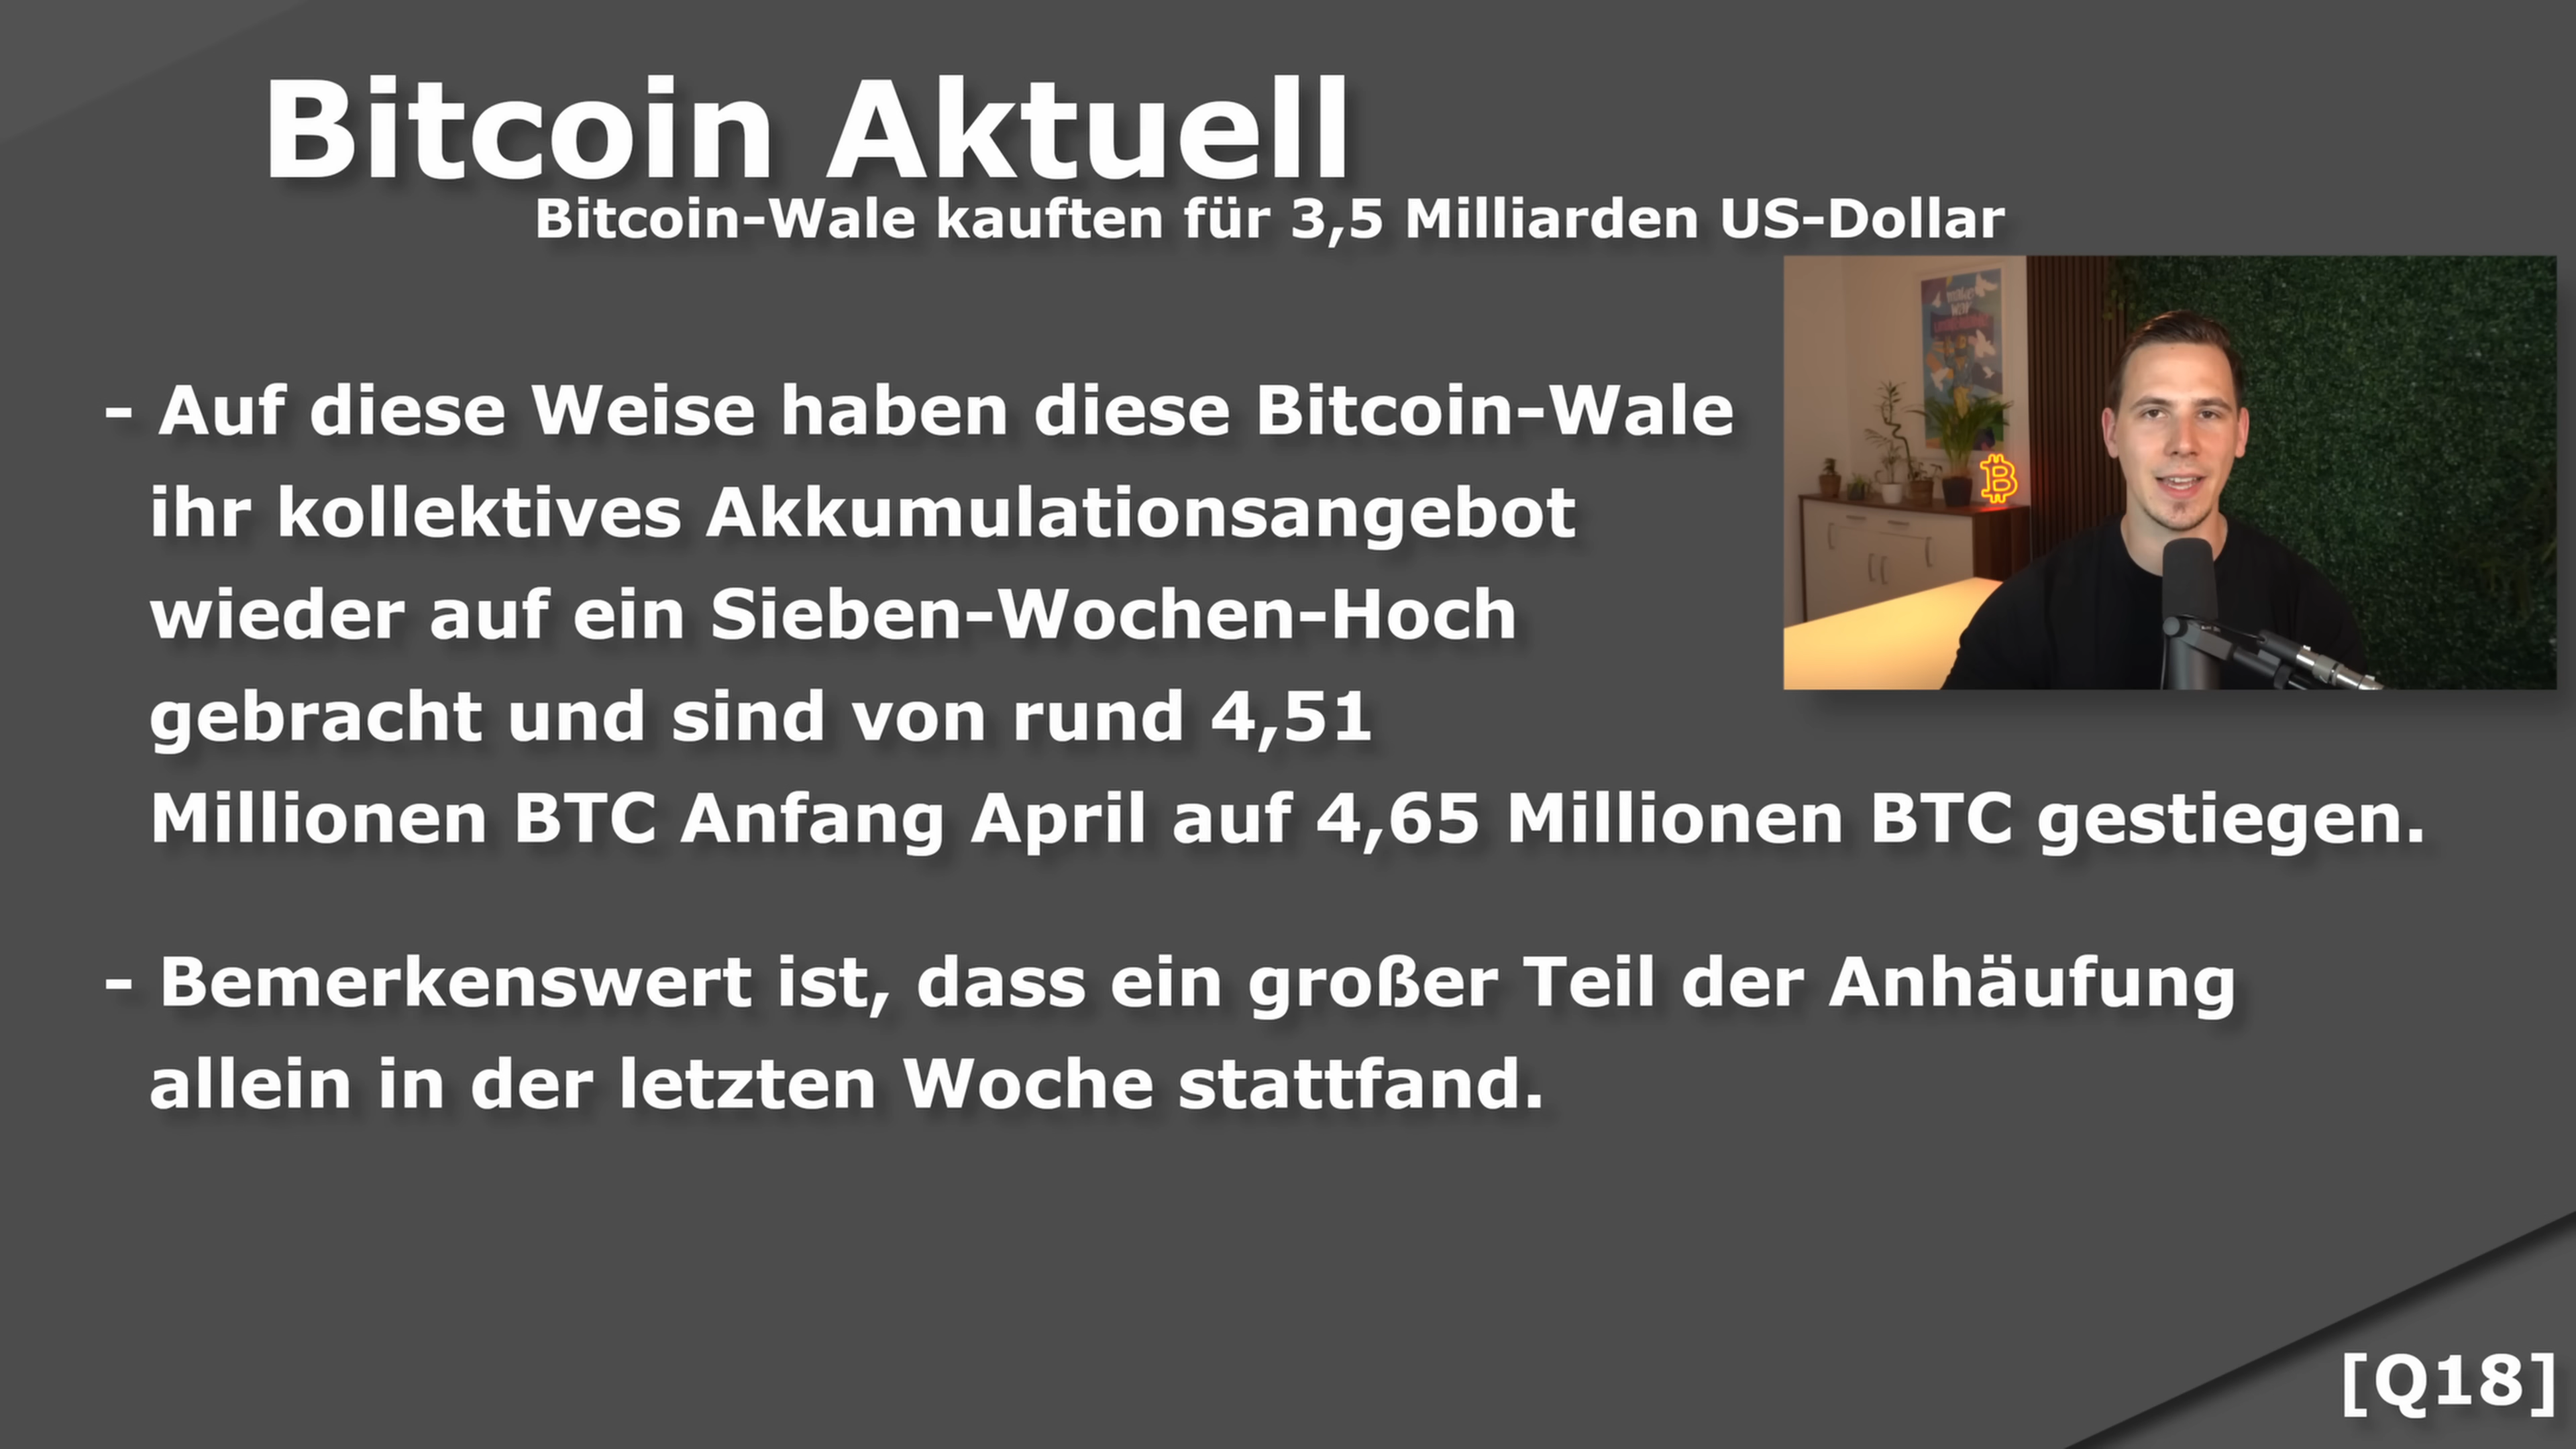 Bitcoin Aktuell
Bitcoin-Wale kauften für 3,5 Milliarden US-Dollar
- Auf diese Weise haben diese Bitcoin-Wale
ihr kollektives Akkumulationsangebot
wieder auf ein Sieben-Wochen-Hoch
gebracht und sind von rund 4,51
Millionen BTC Anfang April auf 4,65 Millionen BTC gestiegen.
- Bemerkenswert ist, dass ein großer Teil der Anhäufung
allein in der letzten Woche stattfand.
[Q18]